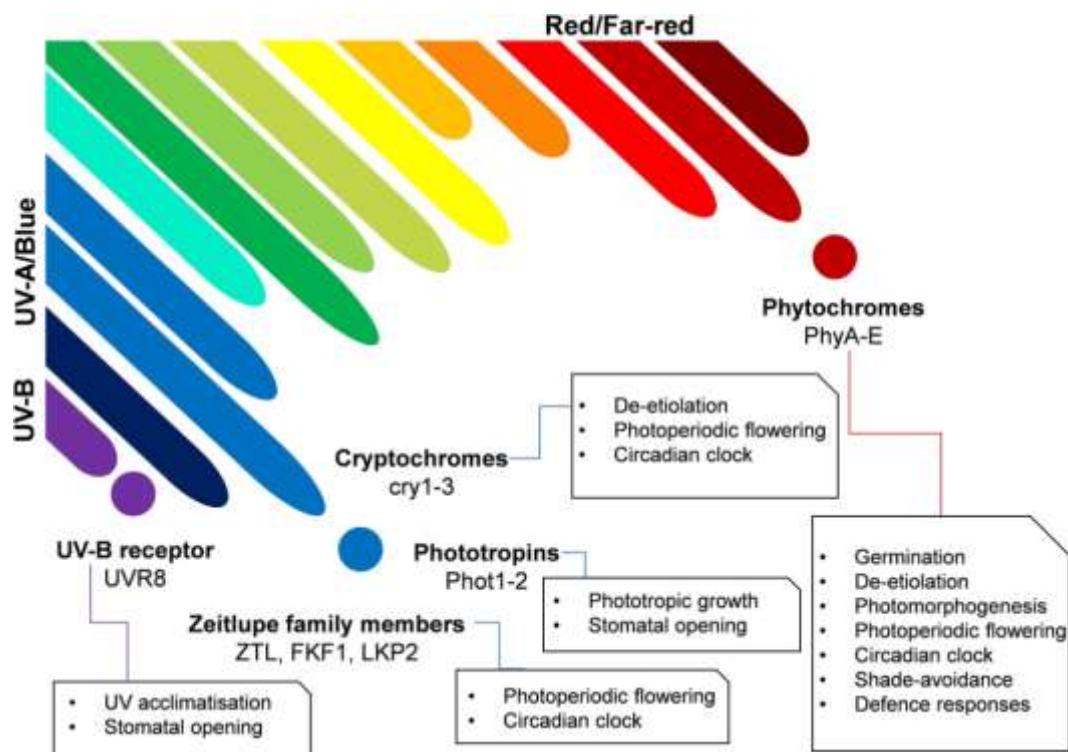 Red/Far-red
UV-A/Blue
UV-B
Phytochromes
PhyA-E
• De-etiolation
• Photoperiodic flowering
• Circadian clock
Cryptochromes
cry1-3
UV-B receptor
UVR8
Phototropins
Phot1-2
• Phototropic growth
• Stomatal opening
Zeitlupe family members
ZTL, FKF1, LKP2
• Photoperiodic flowering
• Circadian clock
• UV acclimatisation
• Stomatal opening
• Germination
• De-etiolation
• Photomorphogenesis
• Photoperiodic flowering
• Circadian clock
• Shade-avoidance
• Defence responses